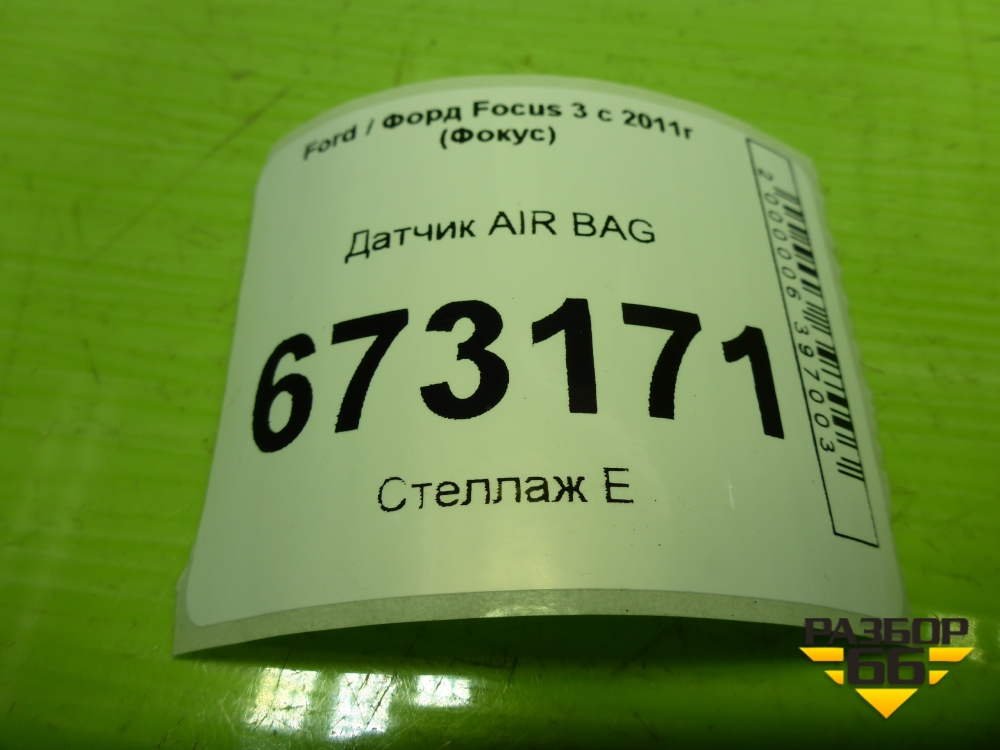 Ford / Форд Focus 3 с 2011г
(Фокус)
Датчик AIR BAG
673171
Стеллаж Е
2000006397003
РАЗБОР
66